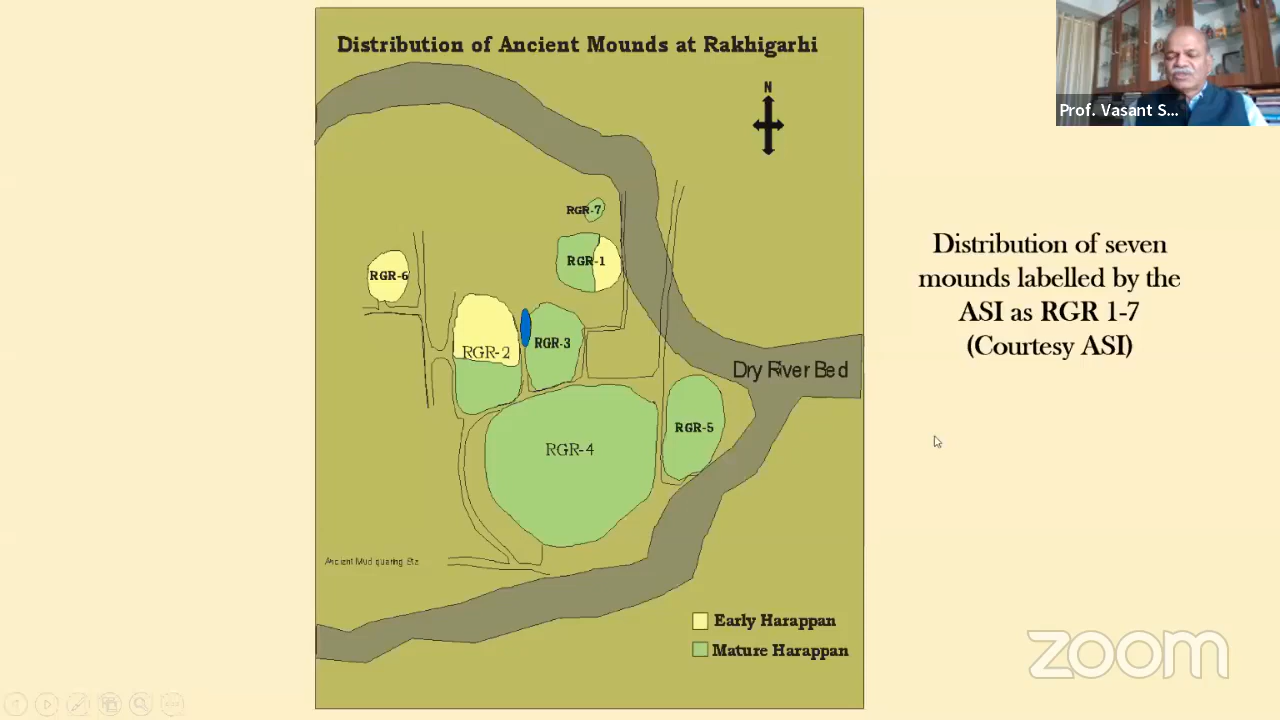 Distribution of Ancient Mounds at Rakhigarhi
N
RGR-7
RGR-1
RGR-6
RGR-2
RGR-3
Dry River Bed
RGR-5
RGR-4
Ancient Mud quering Site
Early Harappan
Mature Harappan
Distribution of seven
mounds labelled by the
ASI as RGR 1-7
(Courtesy ASI)
Prof. Vasant S...
zoom